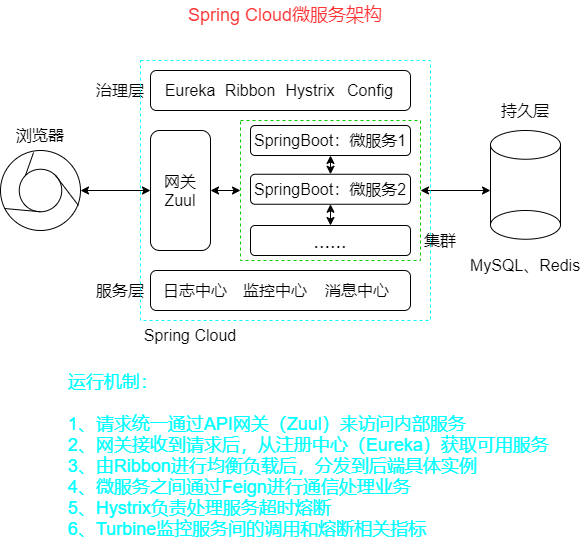 Spring Cloud微服务架构
治理层
Eureka Ribbon Hystrix Config
浏览器
持久层
网关
Zuul
SpringBoot：微服务1
SpringBoot：微服务2
……
集群
MySQL、Redis
服务层
日志中心 监控中心 消息中心
Spring Cloud
运行机制：
1、请求统一通过API网关（Zuul）来访问内部服务
2、网关接收到请求后，从注册中心（Eureka）获取可用服务
3、由Ribbon进行均衡负载后，分发到后端具体实例
4、微服务之间通过Feign进行通信处理业务
5、Hystrix负责处理服务超时熔断
6、Turbine监控服务间的调用和熔断相关指标